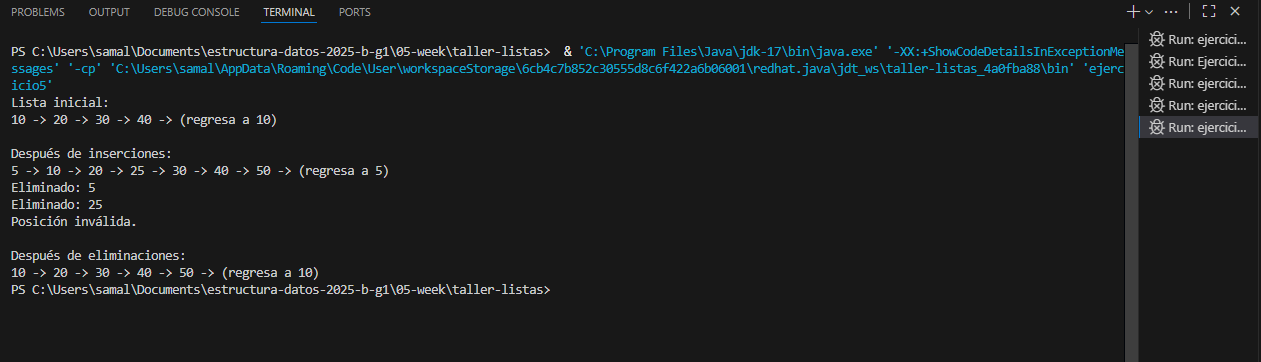 PROBLEMS OUTPUT DEBUG CONSOLE TERMINAL PORTS
PS C:\Users\samal\Documents\estructura-datos-2025-b-g1\05-week\taller-listas>  & 'C:\Program Files\Java\jdk-17\bin\java.exe' '-XX:+ShowCodeDetailsInExceptionMe
ssages' '-cp' 'C:\Users\samal\AppData\Roaming\Code\User\workspaceStorage\6cb4c7b852c30555d8c6f422a6b06001\redhat.java\jdt_ws\taller-listas_4a0fba88\bin' 'ejerc
icio5'
Lista inicial:
10 -> 20 -> 30 -> 40 -> (regresa a 10)
Después de inserciones:
5 -> 10 -> 20 -> 25 -> 30 -> 40 -> 50 -> (regresa a 5)
Eliminado: 5
Eliminado: 25
Posición inválida.
Después de eliminaciones:
10 -> 20 -> 30 -> 40 -> 50 -> (regresa a 10)
PS C:\Users\samal\Documents\estructura-datos-2025-b-g1\05-week\taller-listas>
Run: ejercici...
Run: Ejercici...
Run: ejercici...
Run: ejercici...
Run: ejercici...